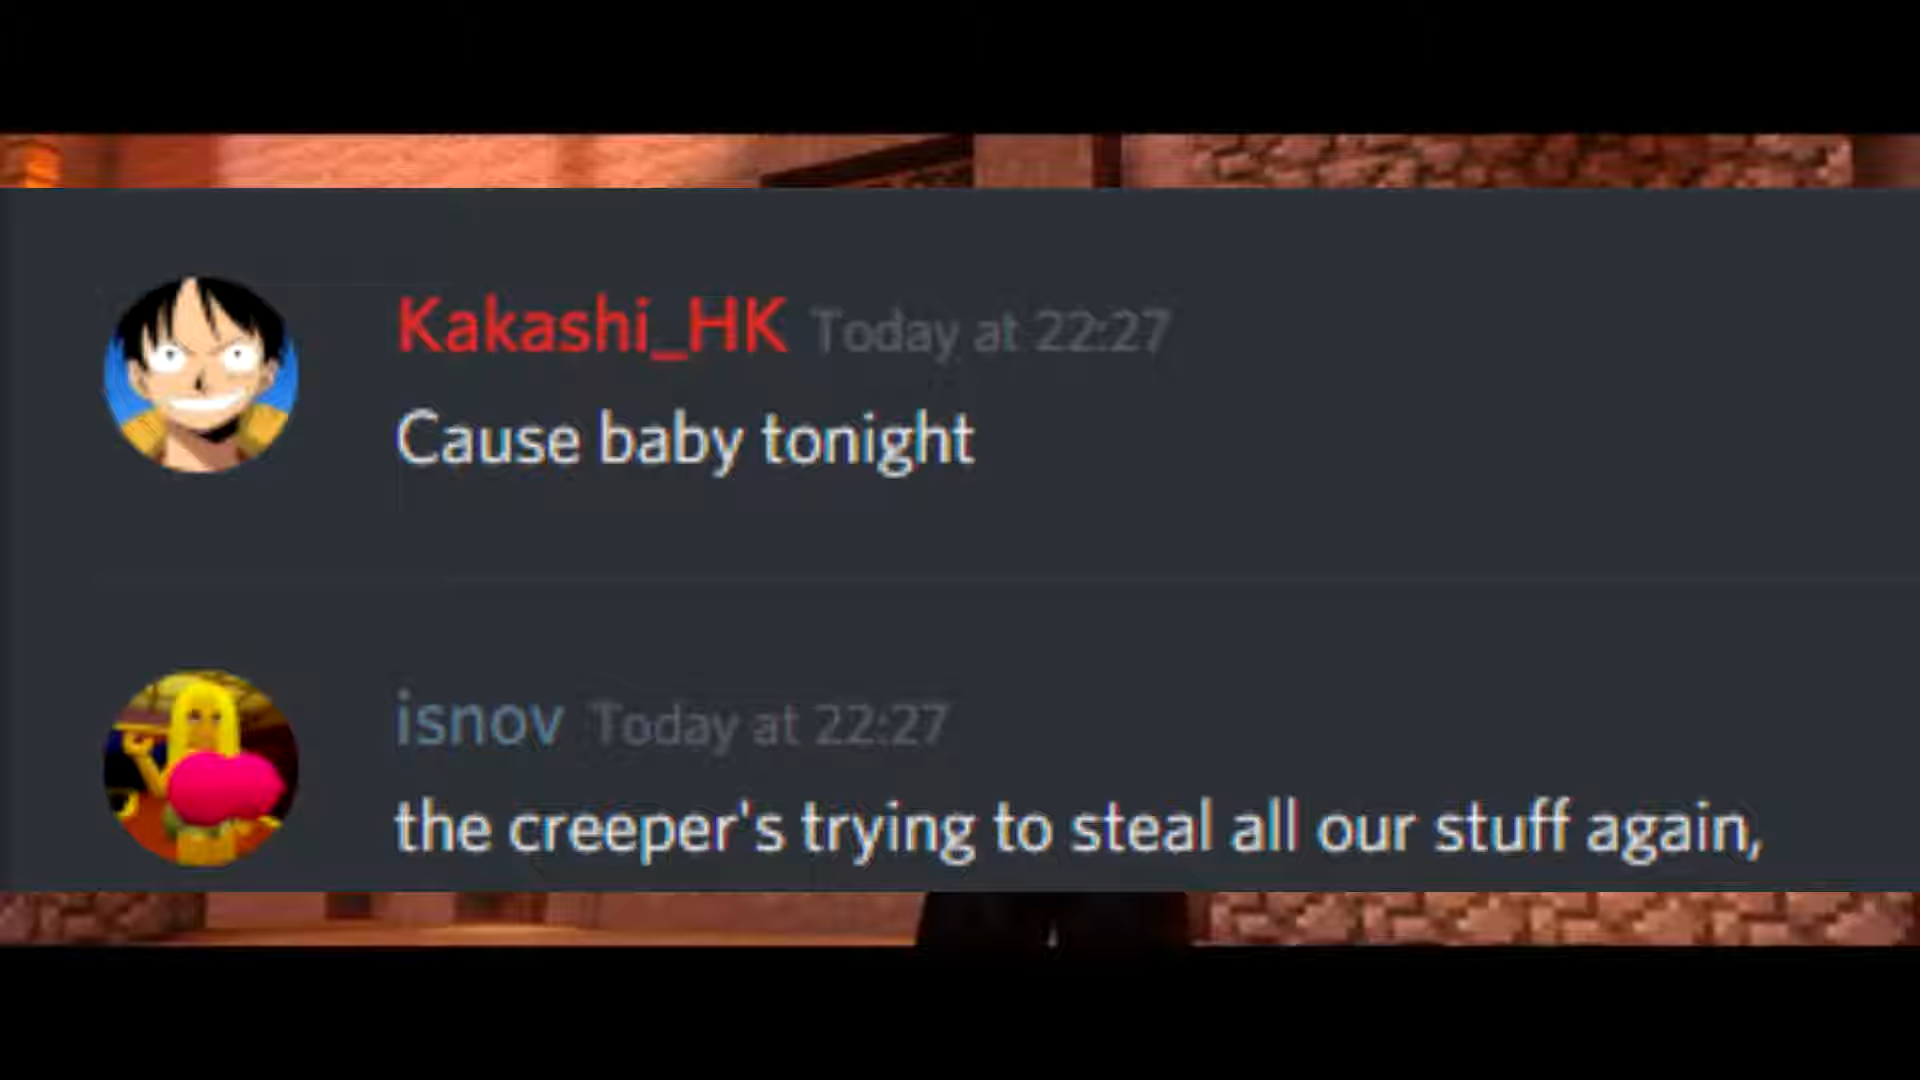 Kakashi_HK Today at 22:27
Cause baby tonight
isnov Today at 22:27
the creeper's trying to steal all our stuff again,